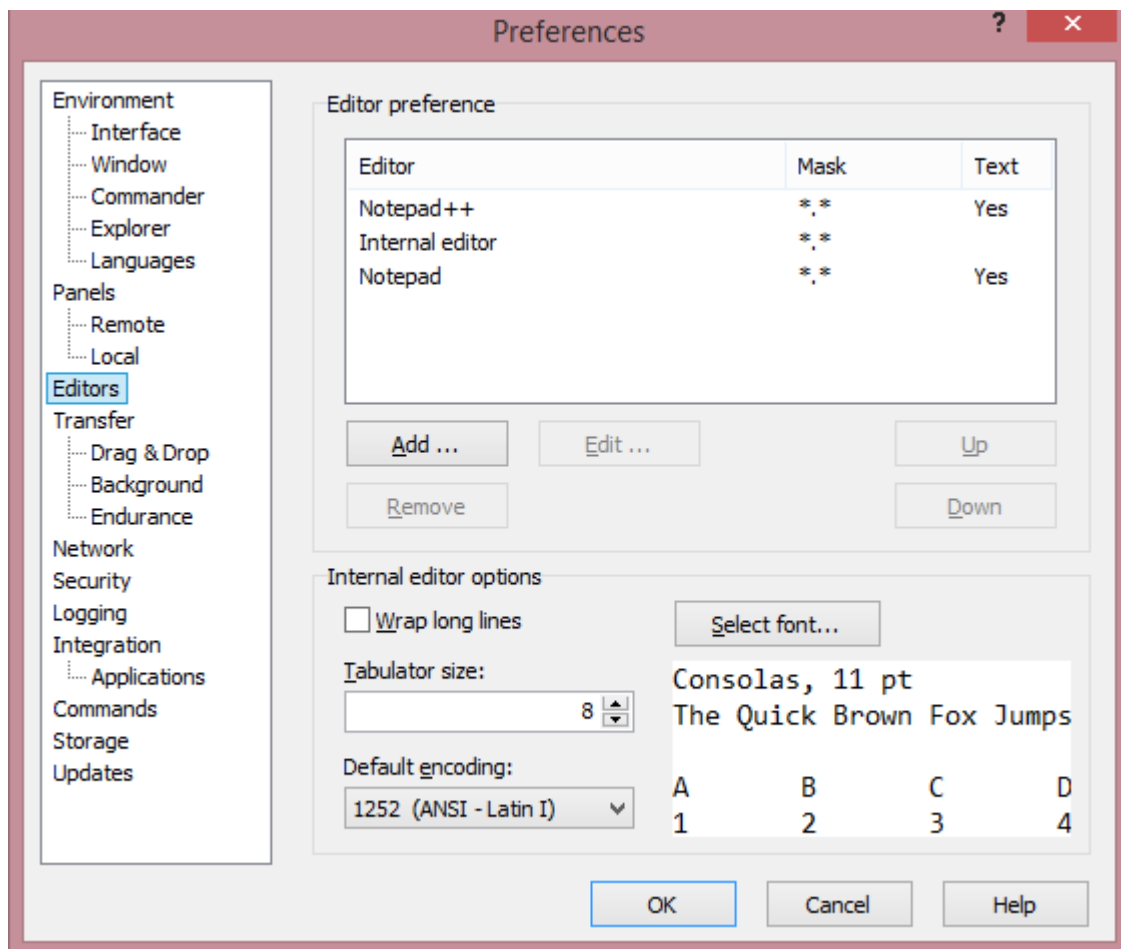 Preferences
?
x
Environment
Interface
Window
Commander
Explorer
Languages
Panels
Remote
Local
Editors
Transfer
Drag & Drop
Background
Endurance
Network
Security
Logging
Integration
Applications
Commands
Storage
Updates
Editor preference
Editor Mask Text
Notepad++ *.* Yes
Internal editor *.*
Notepad *.* Yes
Add ... Edit ... Up
Remove Down
Internal editor options
Wrap long lines
Select font...
Tabulator size:
8
Default encoding:
1252 (ANSI - Latin I)
Consolas, 11 pt
The Quick Brown Fox Jumps
A B C D
1 2 3 4
OK Cancel Help